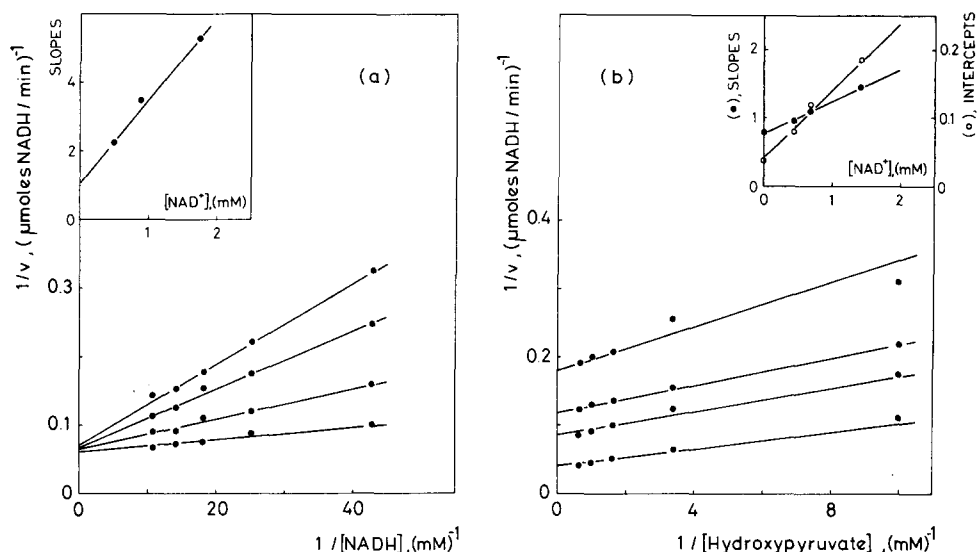 (a)
1/v, (μmoles NADH/min)⁻¹
0.3
0.1
0
0
20
40
1/[NADH],(mM)⁻¹
SLOPES
4
2
0
1
2
[NAD⁺],(mM)
(b)
1/v, (μmoles NADH/min)⁻¹
0.4
0.2
0
0
4
8
1/[Hydroxypyruvate],(mM)⁻¹
(●), SLOPES
2
1
0
0
1
2
[NAD⁺],(mM)
(o), INTERCEPTS
0.2
0.1
0